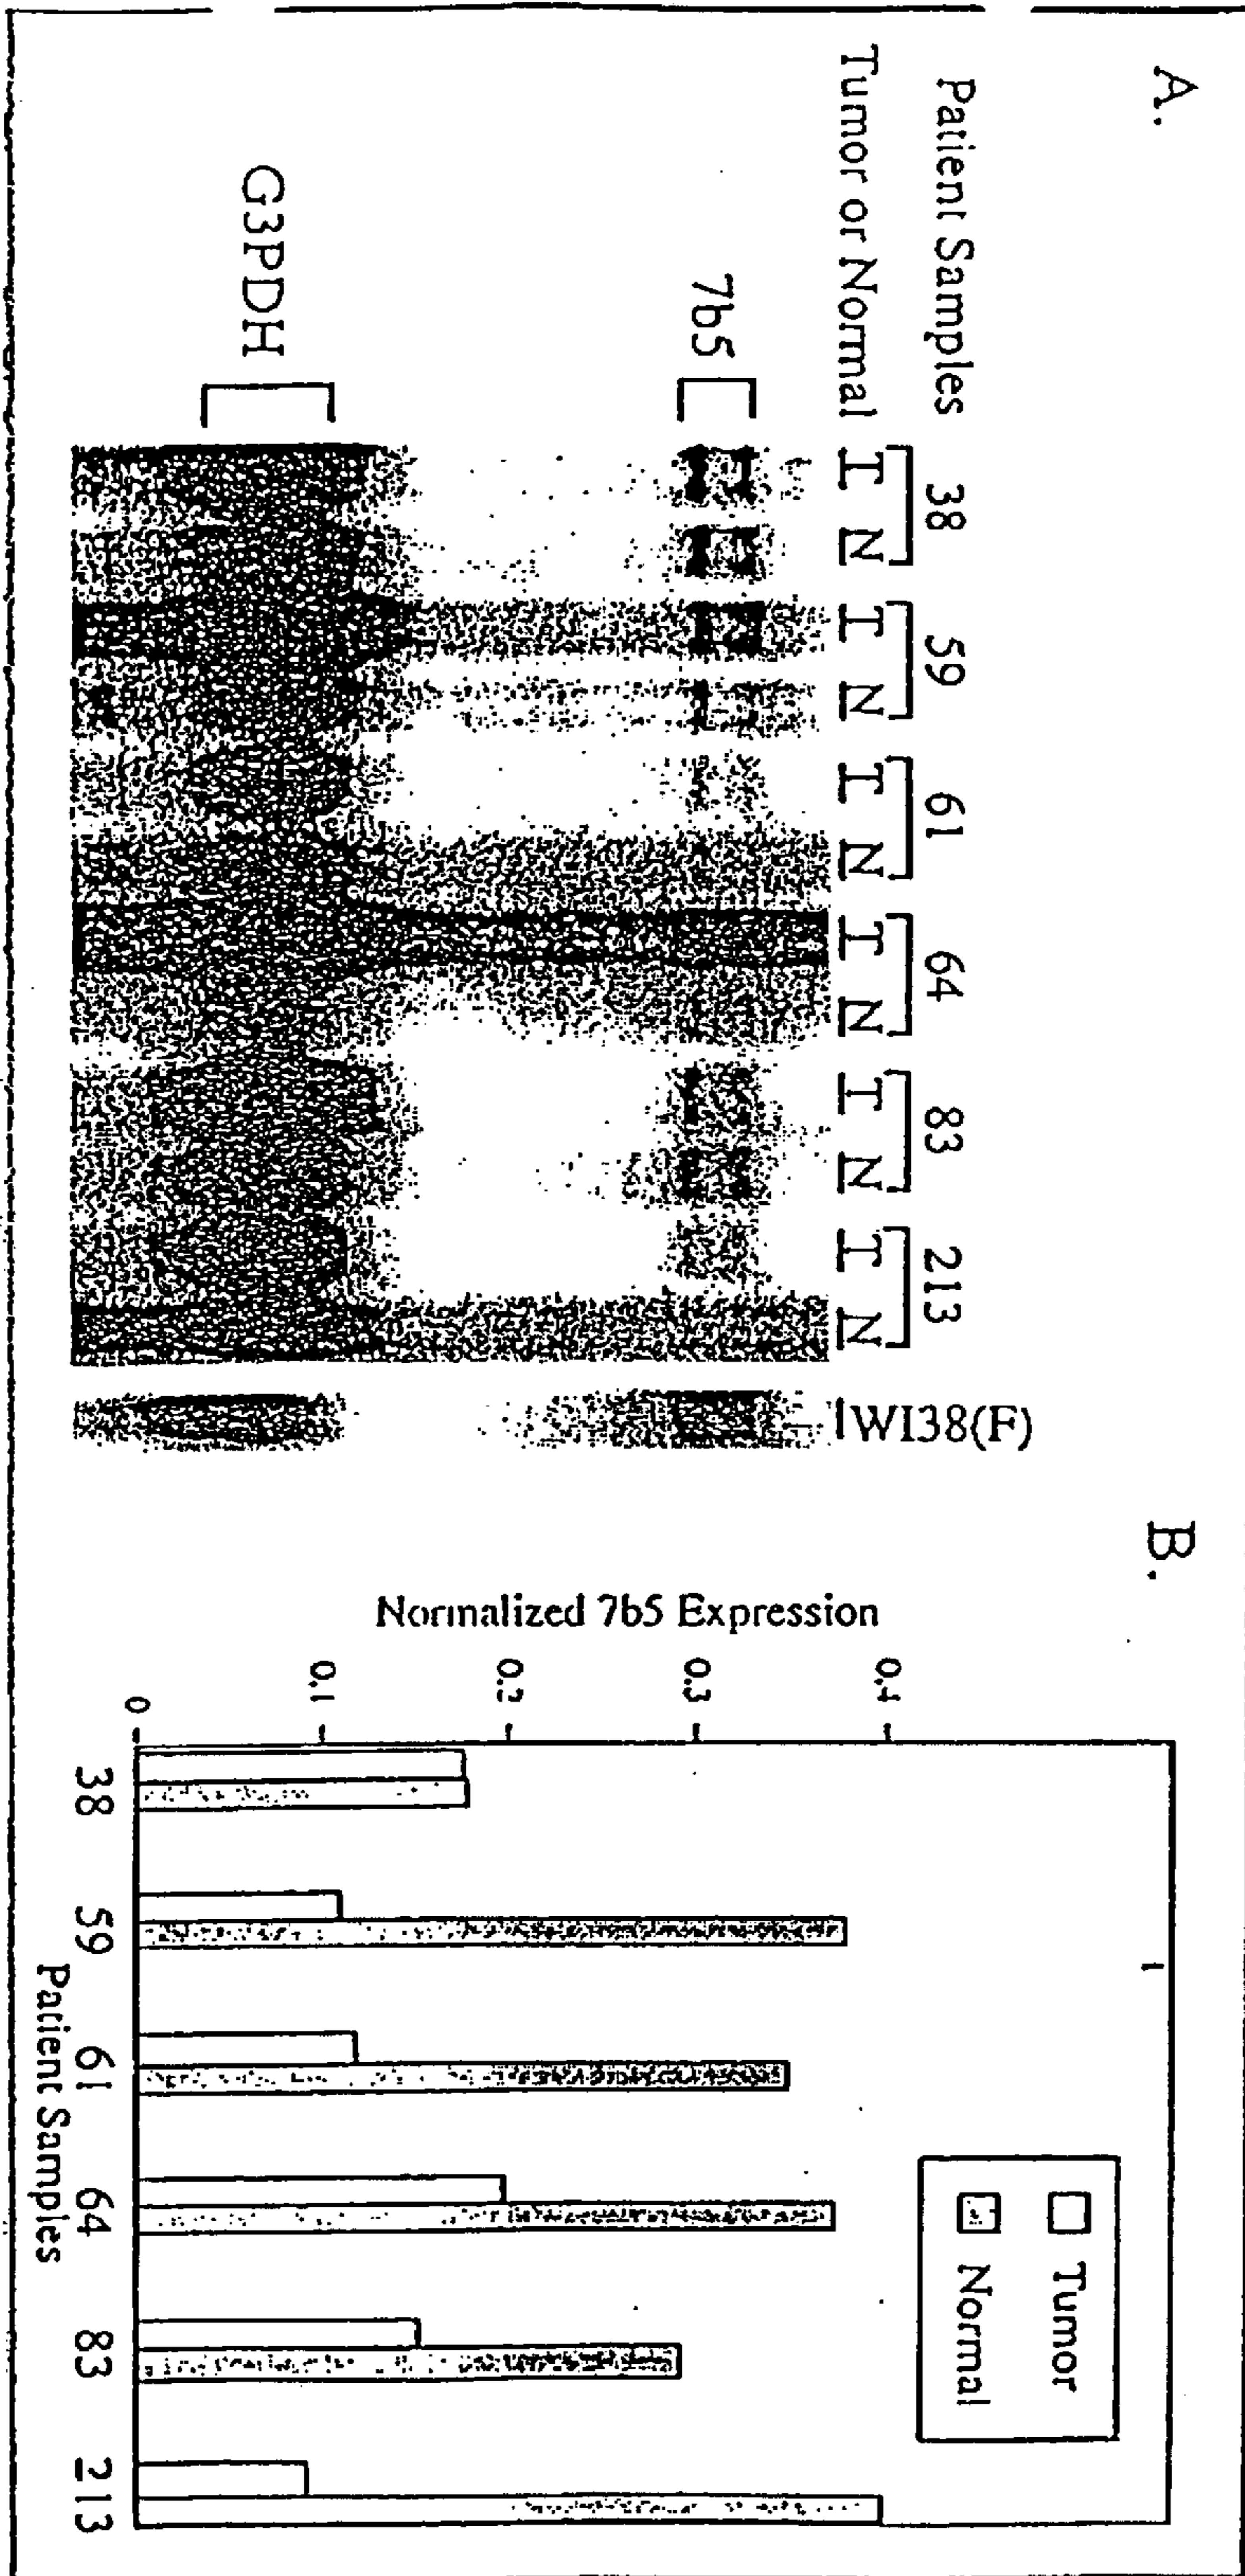 A.
Patient Samples 38 59 61 64 83 213
Tumor or Normal T N T N T N T N T N T N WI38(F)
7b5
G3PDH
B.
Normalized 7b5 Expression
0.4
0.3
0.2
0.1
0
Tumor
Normal
38 59 61 64 83 213
Patient Samples